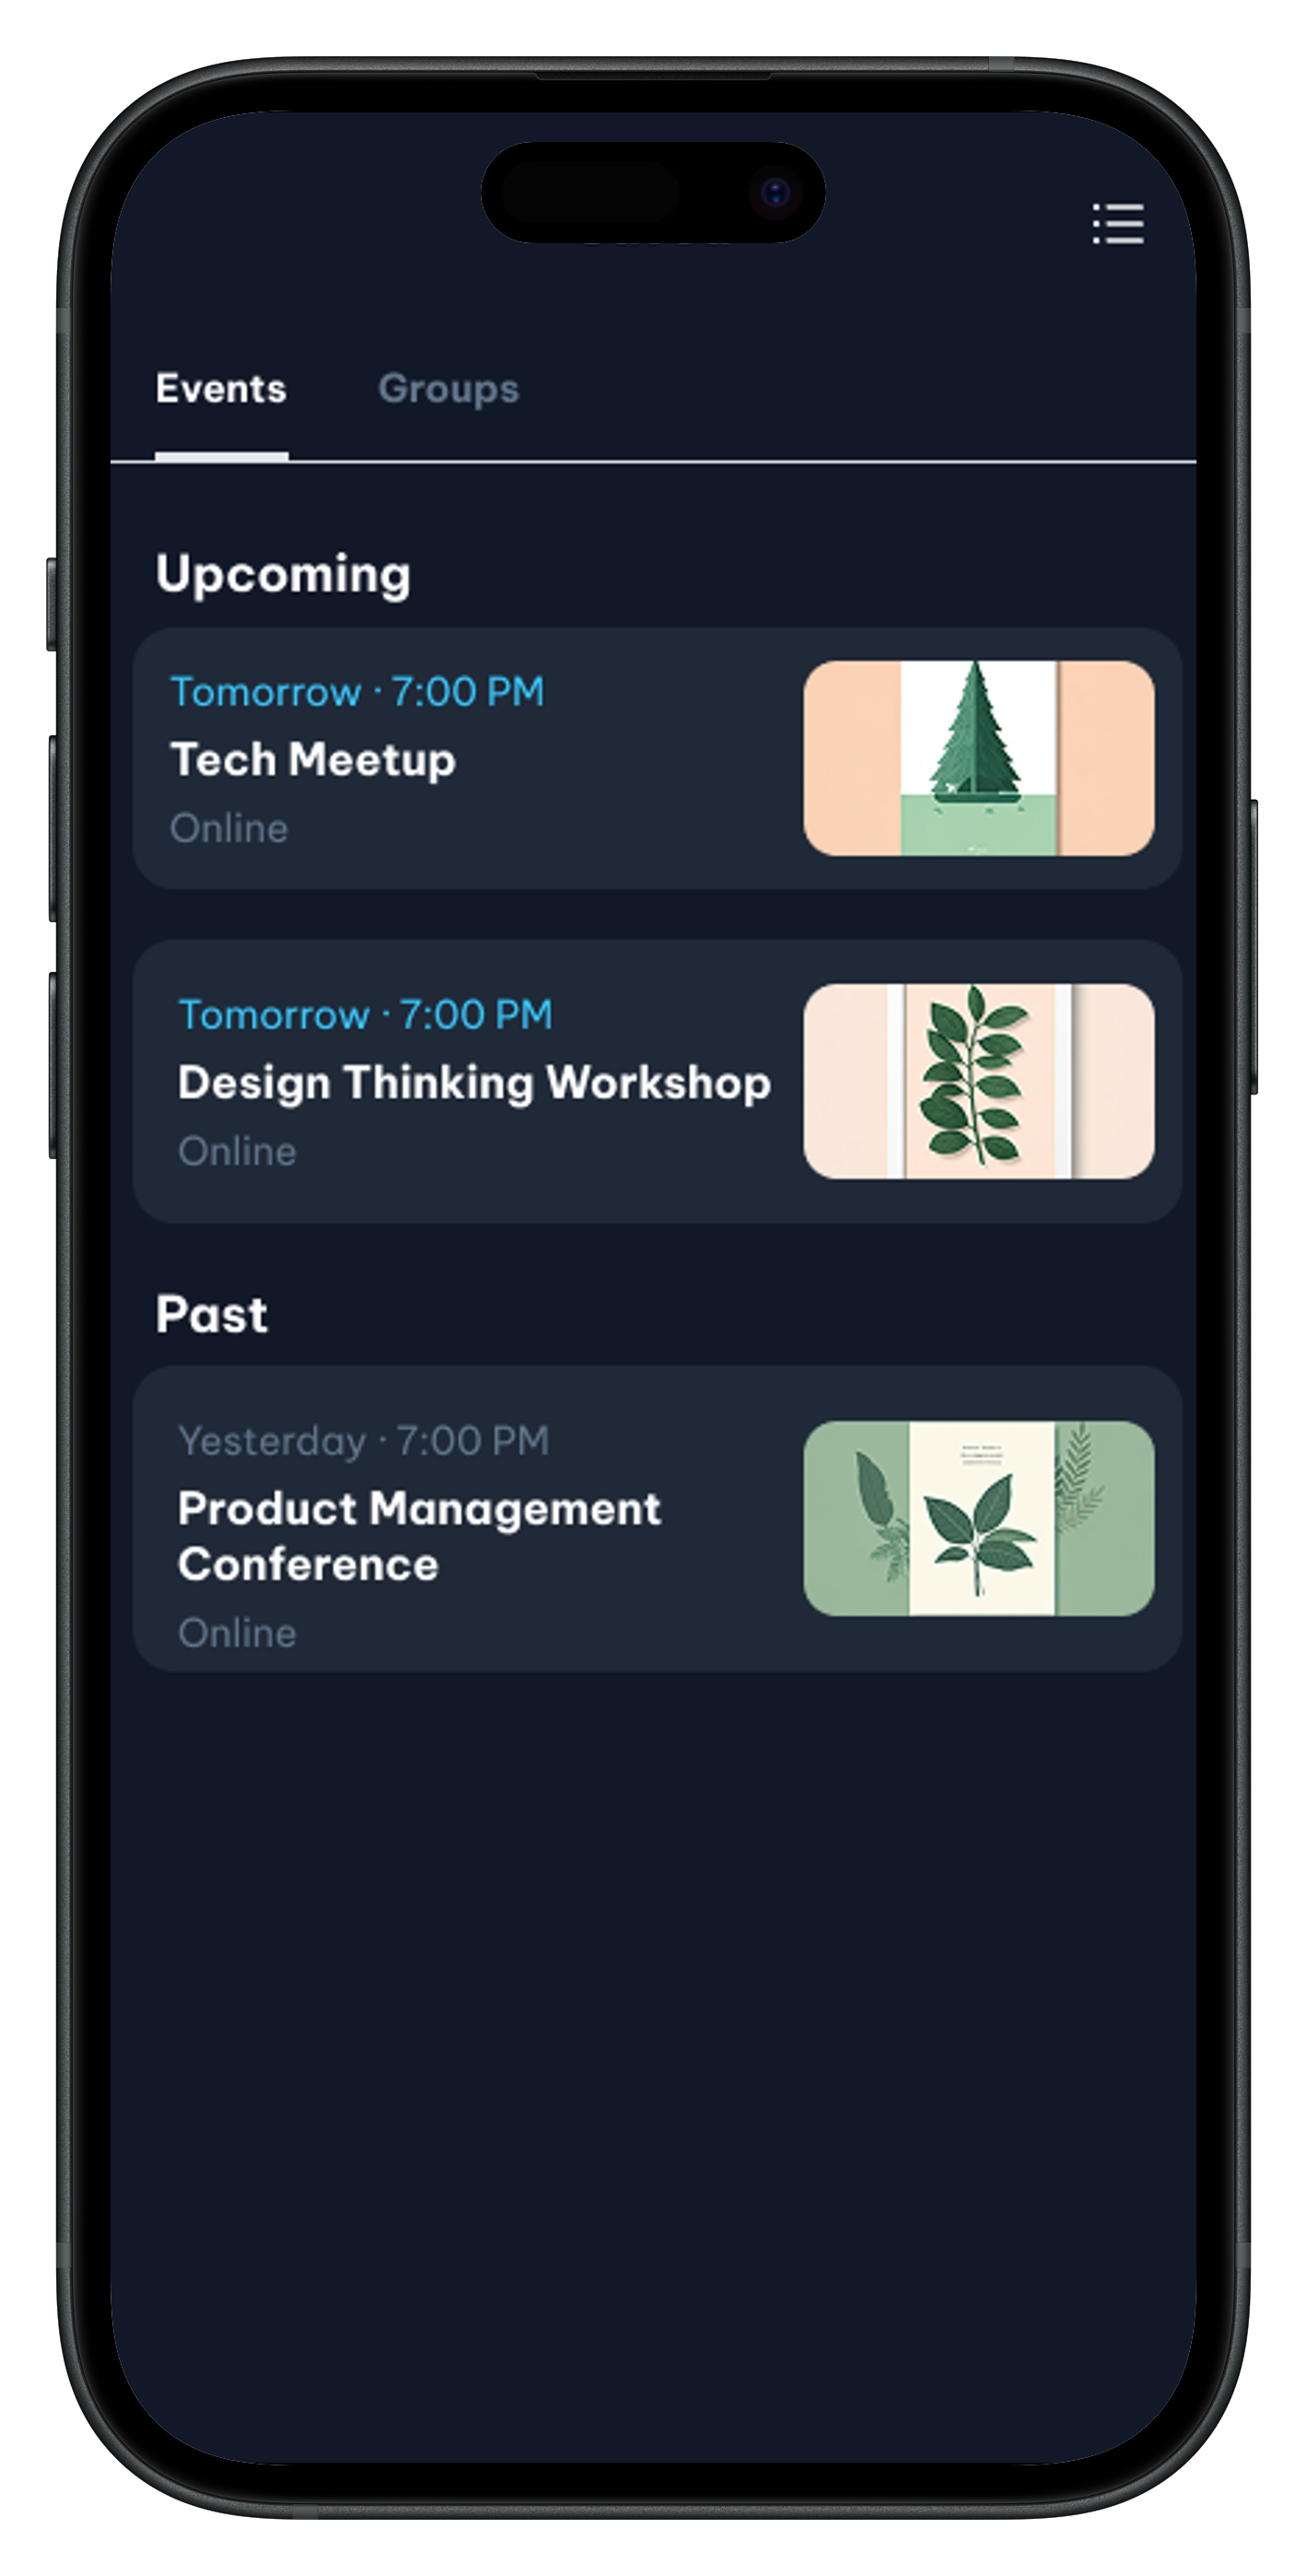 Events Groups
Upcoming
Tomorrow · 7:00 PM
Tech Meetup
Online
Tomorrow · 7:00 PM
Design Thinking Workshop
Online
Past
Yesterday · 7:00 PM
Product Management
Conference
Online